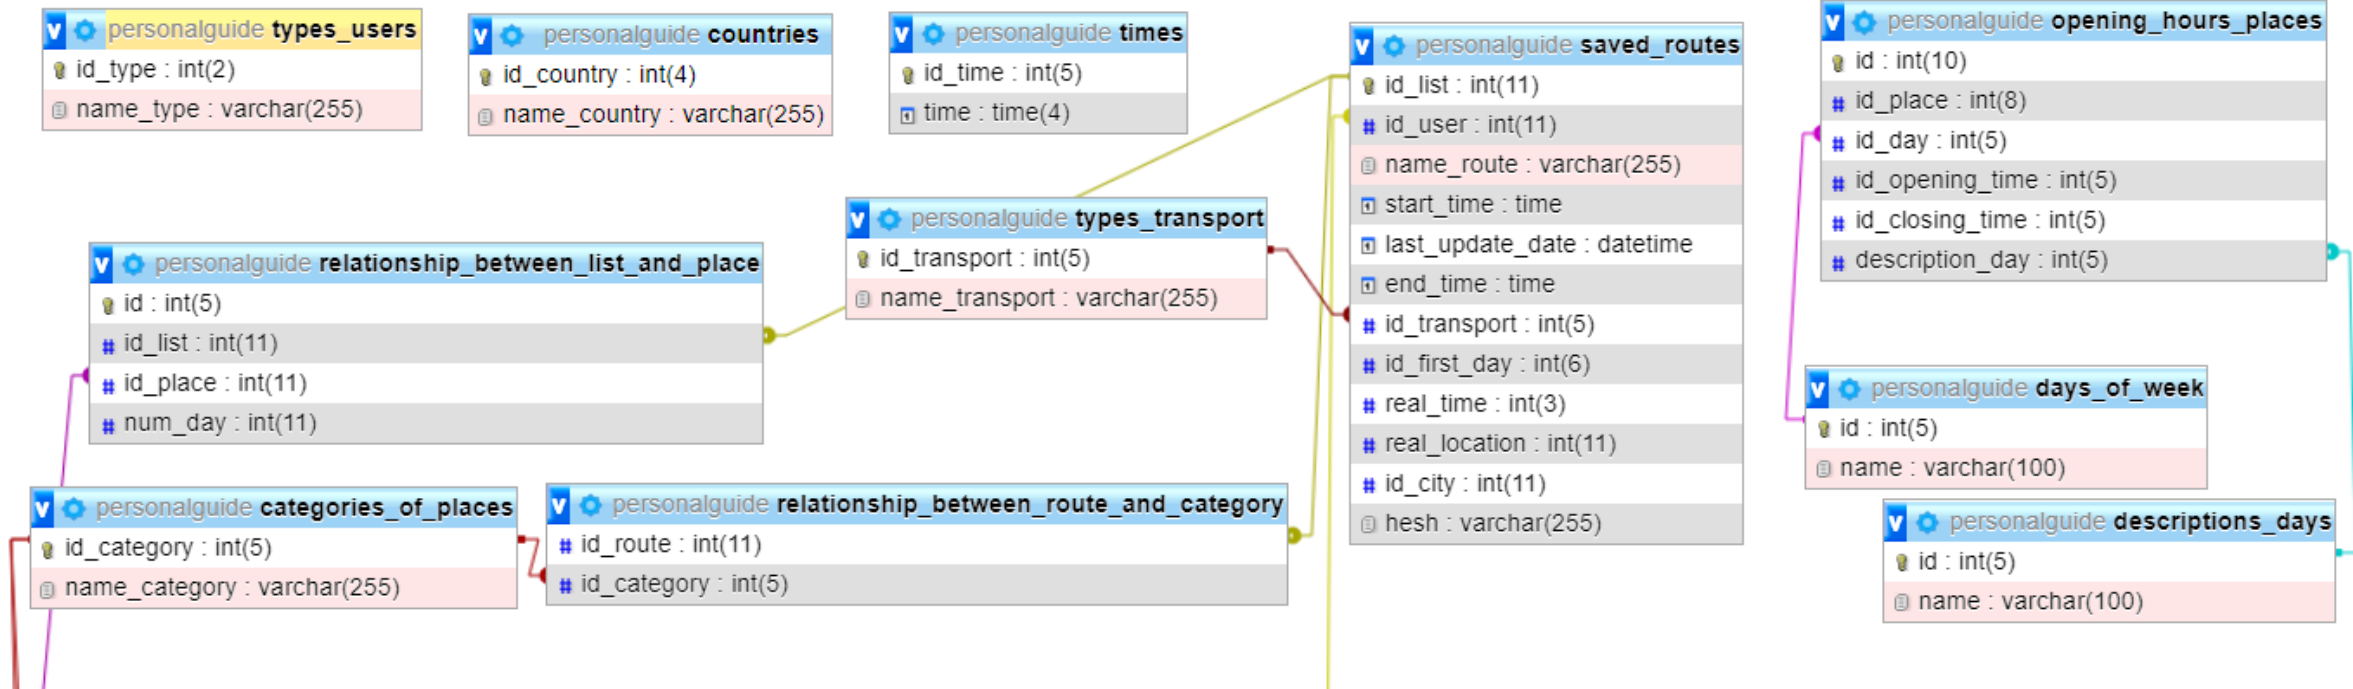 personalguide types_users
id_type : int(2)
name_type : varchar(255)
personalguide countries
id_country : int(4)
name_country : varchar(255)
personalguide times
id_time : int(5)
time : time(4)
personalguide saved_routes
id_list : int(11)
id_user : int(11)
name_route : varchar(255)
start_time : time
last_update_date : datetime
end_time : time
id_transport : int(5)
id_first_day : int(6)
real_time : int(3)
real_location : int(11)
id_city : int(11)
hesh : varchar(255)
personalguide opening_hours_places
id : int(10)
id_place : int(8)
id_day : int(5)
id_opening_time : int(5)
id_closing_time : int(5)
description_day : int(5)
personalguide types_transport
id_transport : int(5)
name_transport : varchar(255)
personalguide relationship_between_list_and_place
id : int(5)
id_list : int(11)
id_place : int(11)
num_day : int(11)
personalguide days_of_week
id : int(5)
name : varchar(100)
personalguide categories_of_places
id_category : int(5)
name_category : varchar(255)
personalguide relationship_between_route_and_category
id_route : int(11)
id_category : int(5)
personalguide descriptions_days
id : int(5)
name : varchar(100)